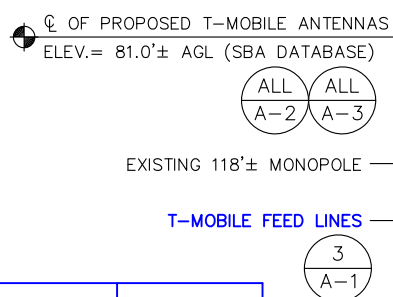 ℄ OF PROPOSED T-MOBILE ANTENNAS
ELEV.= 81.0'± AGL (SBA DATABASE)
ALL ALL
A-2 A-3
EXISTING 118'± MONOPOLE
T-MOBILE FEED LINES
3
A-1